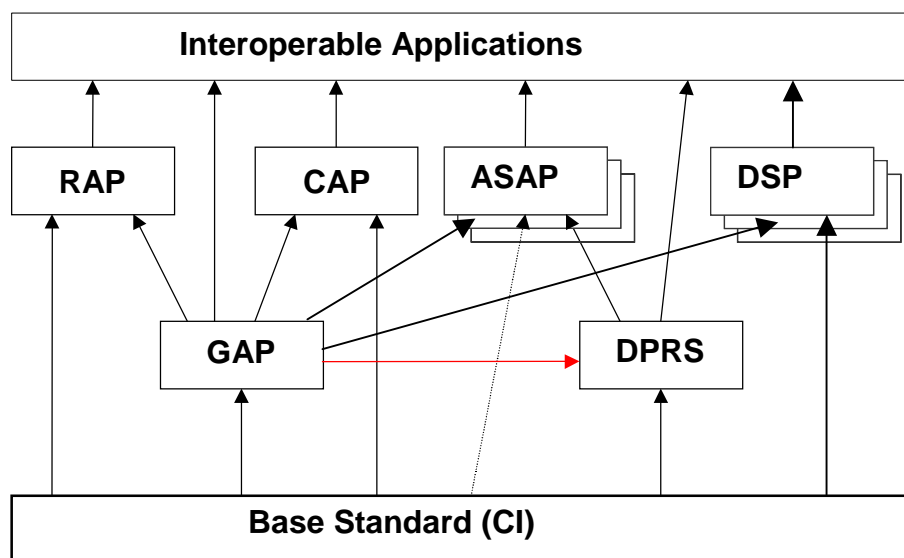 Interoperable Applications
RAP
CAP
ASAP
DSP
GAP
DPRS
Base Standard (CI)